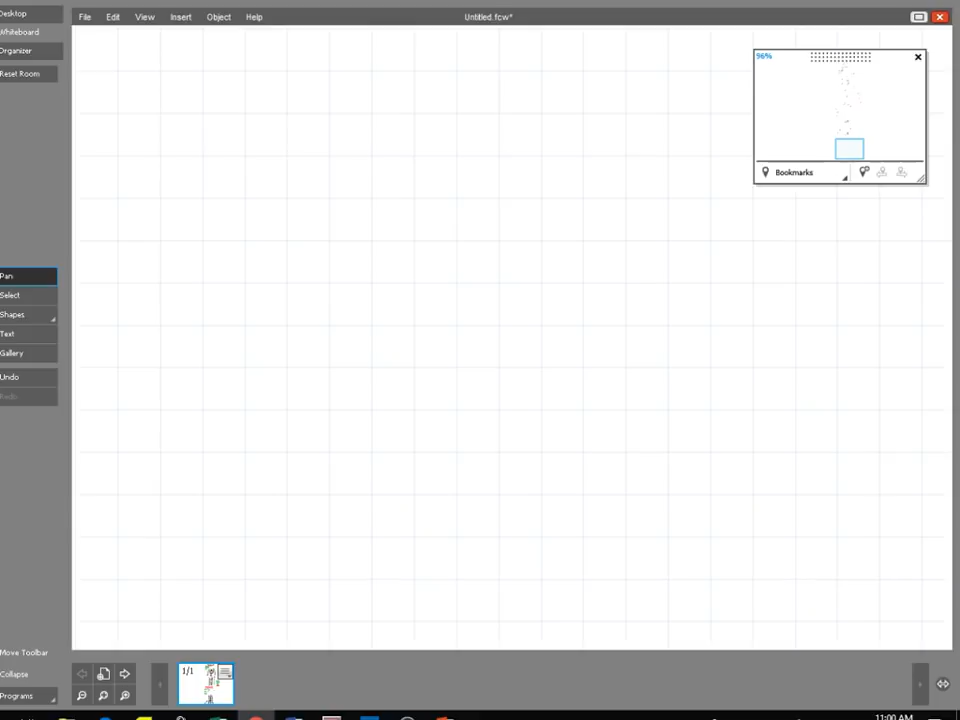 Desktop
Whiteboard
Organizer
Reset Room
File Edit View Insert Object Help
Untitled.fcw*
96%
Bookmarks
Pan
Select
Shapes
Text
Gallery
Undo
Redo
Move Toolbar
Collapse
Programs
1/1
11:00 AM